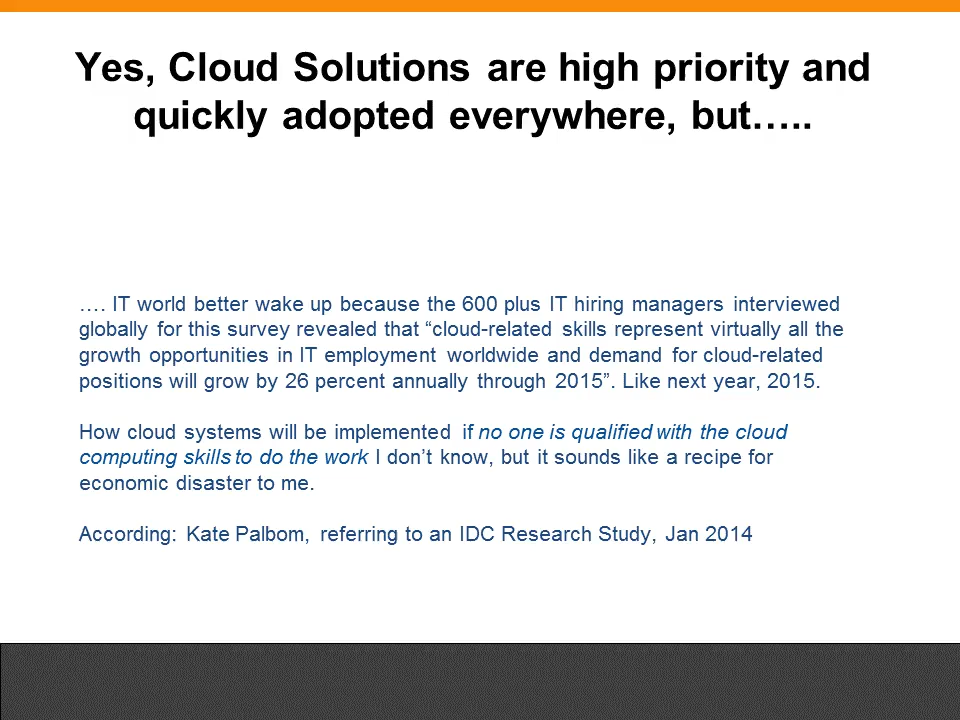 Yes, Cloud Solutions are high priority and
quickly adopted everywhere, but…..
…. IT world better wake up because the 600 plus IT hiring managers interviewed
globally for this survey revealed that “cloud-related skills represent virtually all the
growth opportunities in IT employment worldwide and demand for cloud-related
positions will grow by 26 percent annually through 2015”. Like next year, 2015.
How cloud systems will be implemented if no one is qualified with the cloud
computing skills to do the work I don’t know, but it sounds like a recipe for
economic disaster to me.
According: Kate Palbom, referring to an IDC Research Study, Jan 2014